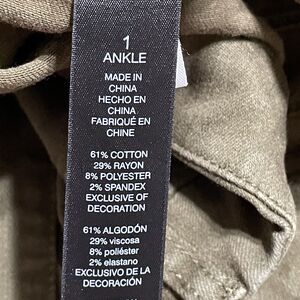 1
ANKLE
MADE IN
CHINA
HECHO EN
CHINA
FABRIQUÉ EN
CHINE
61% COTTON
29% RAYON
8% POLYESTER
2% SPANDEX
EXCLUSIVE OF
DECORATION
61% ALGODÓN
29% viscosa
8% poliéster
2% elastano
EXCLUSIVO DE LA
DECORACIÓN